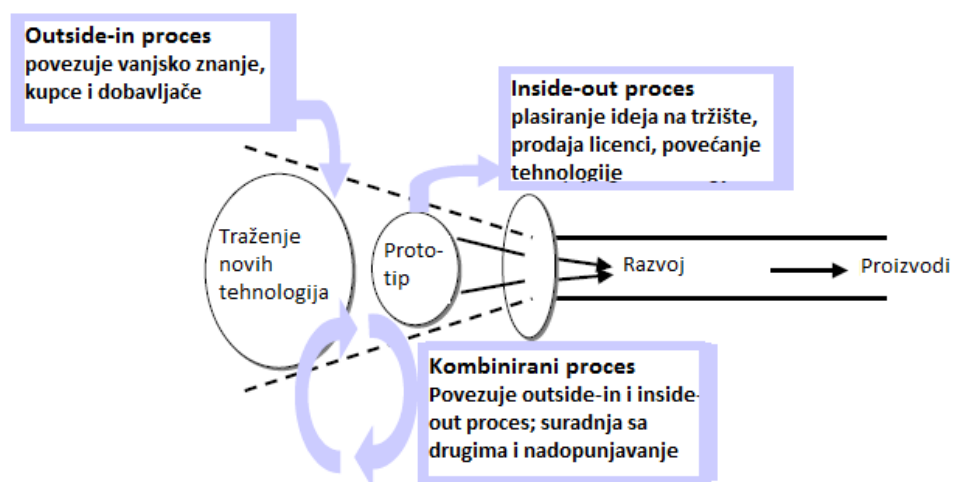 Outside-in proces
povezuje vanjsko znanje,
kupce i dobavljače
Inside-out proces
plasiranje ideja na tržište,
prodaja licenci, povećanje
tehnologije
Traženje
novih
tehnologija
Proto-
tip
Razvoj
Proizvodi
Kombinirani proces
Povezuje outside-in i inside-
out proces; suradnja sa
drugima i nadopunjavanje